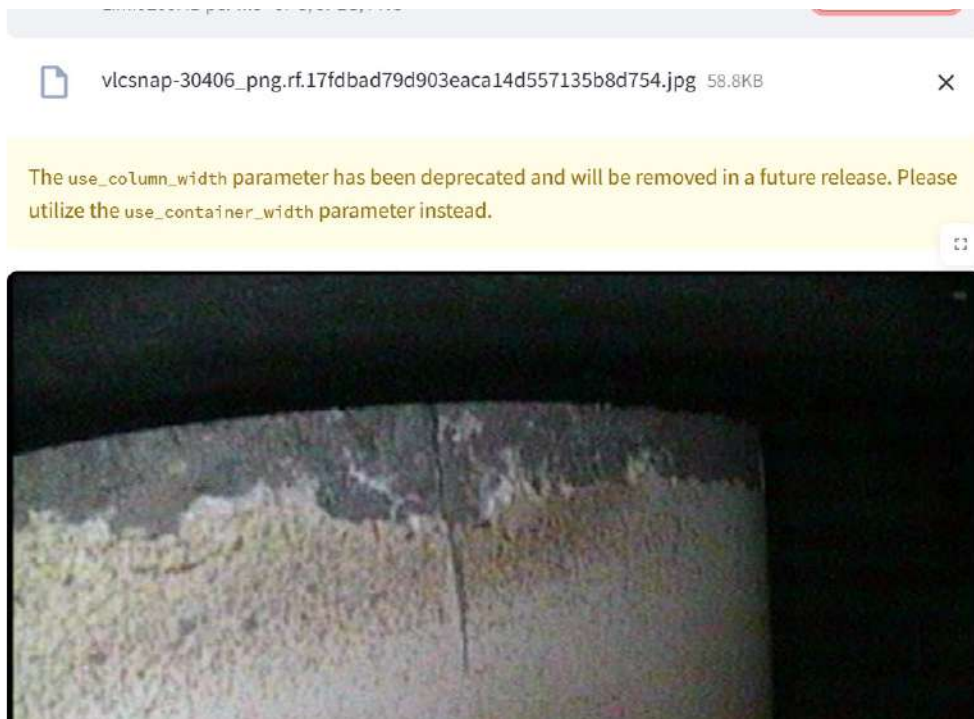 vlcsnap-30406_png.rf.17fdbad79d903eaca14d557135b8d754.jpg 58.8KB
The use_column_width parameter has been deprecated and will be removed in a future release. Please
utilize the use_container_width parameter instead.